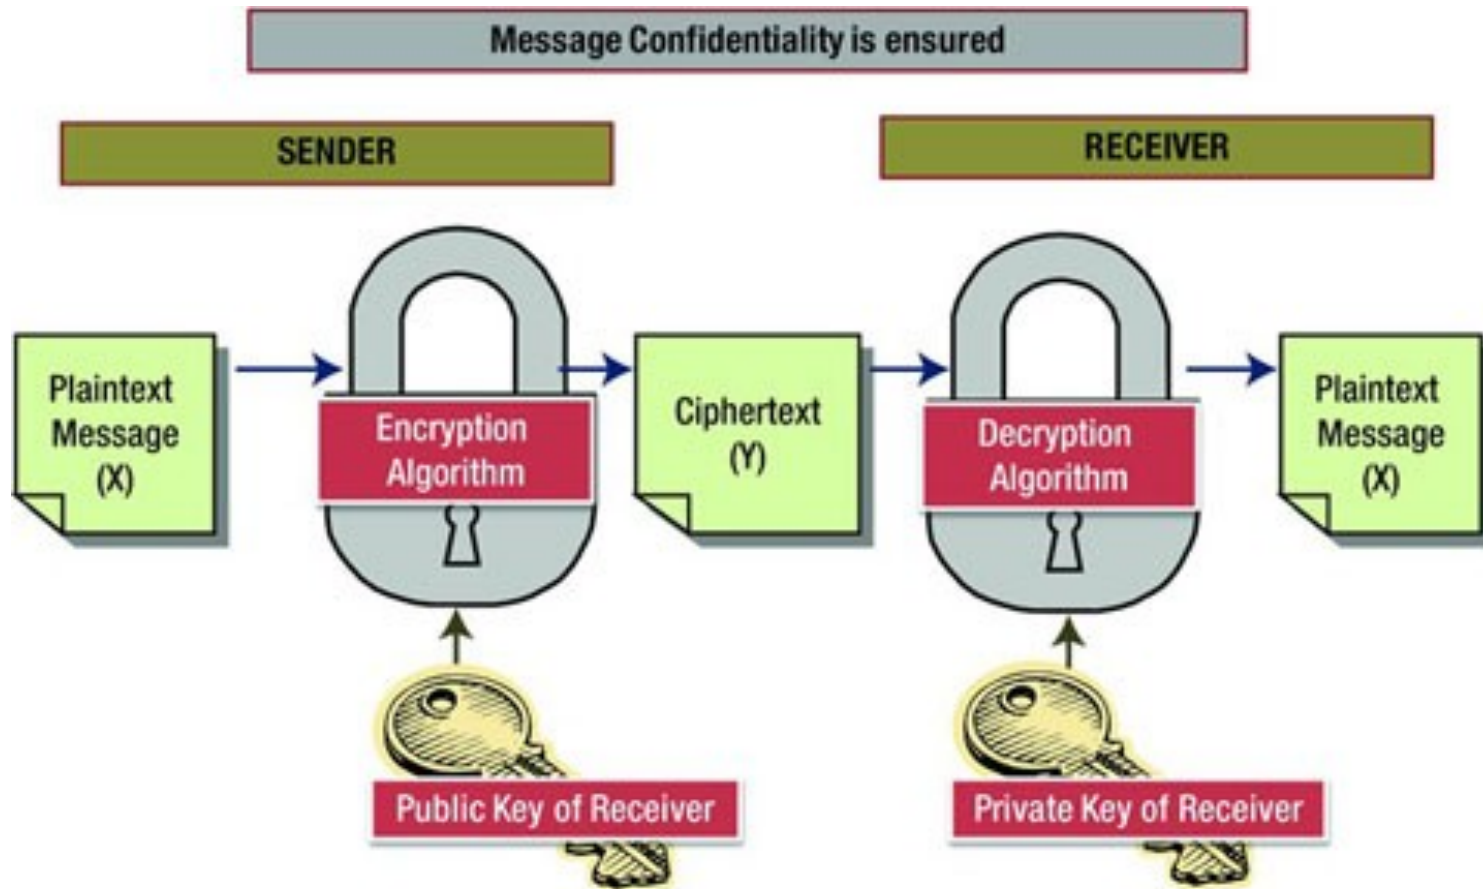 Message Confidentiality is ensured
SENDER
RECEIVER
Plaintext
Message
(X)
Encryption
Algorithm
Ciphertext
(Y)
Decryption
Algorithm
Plaintext
Message
(X)
Public Key of Receiver
Private Key of Receiver